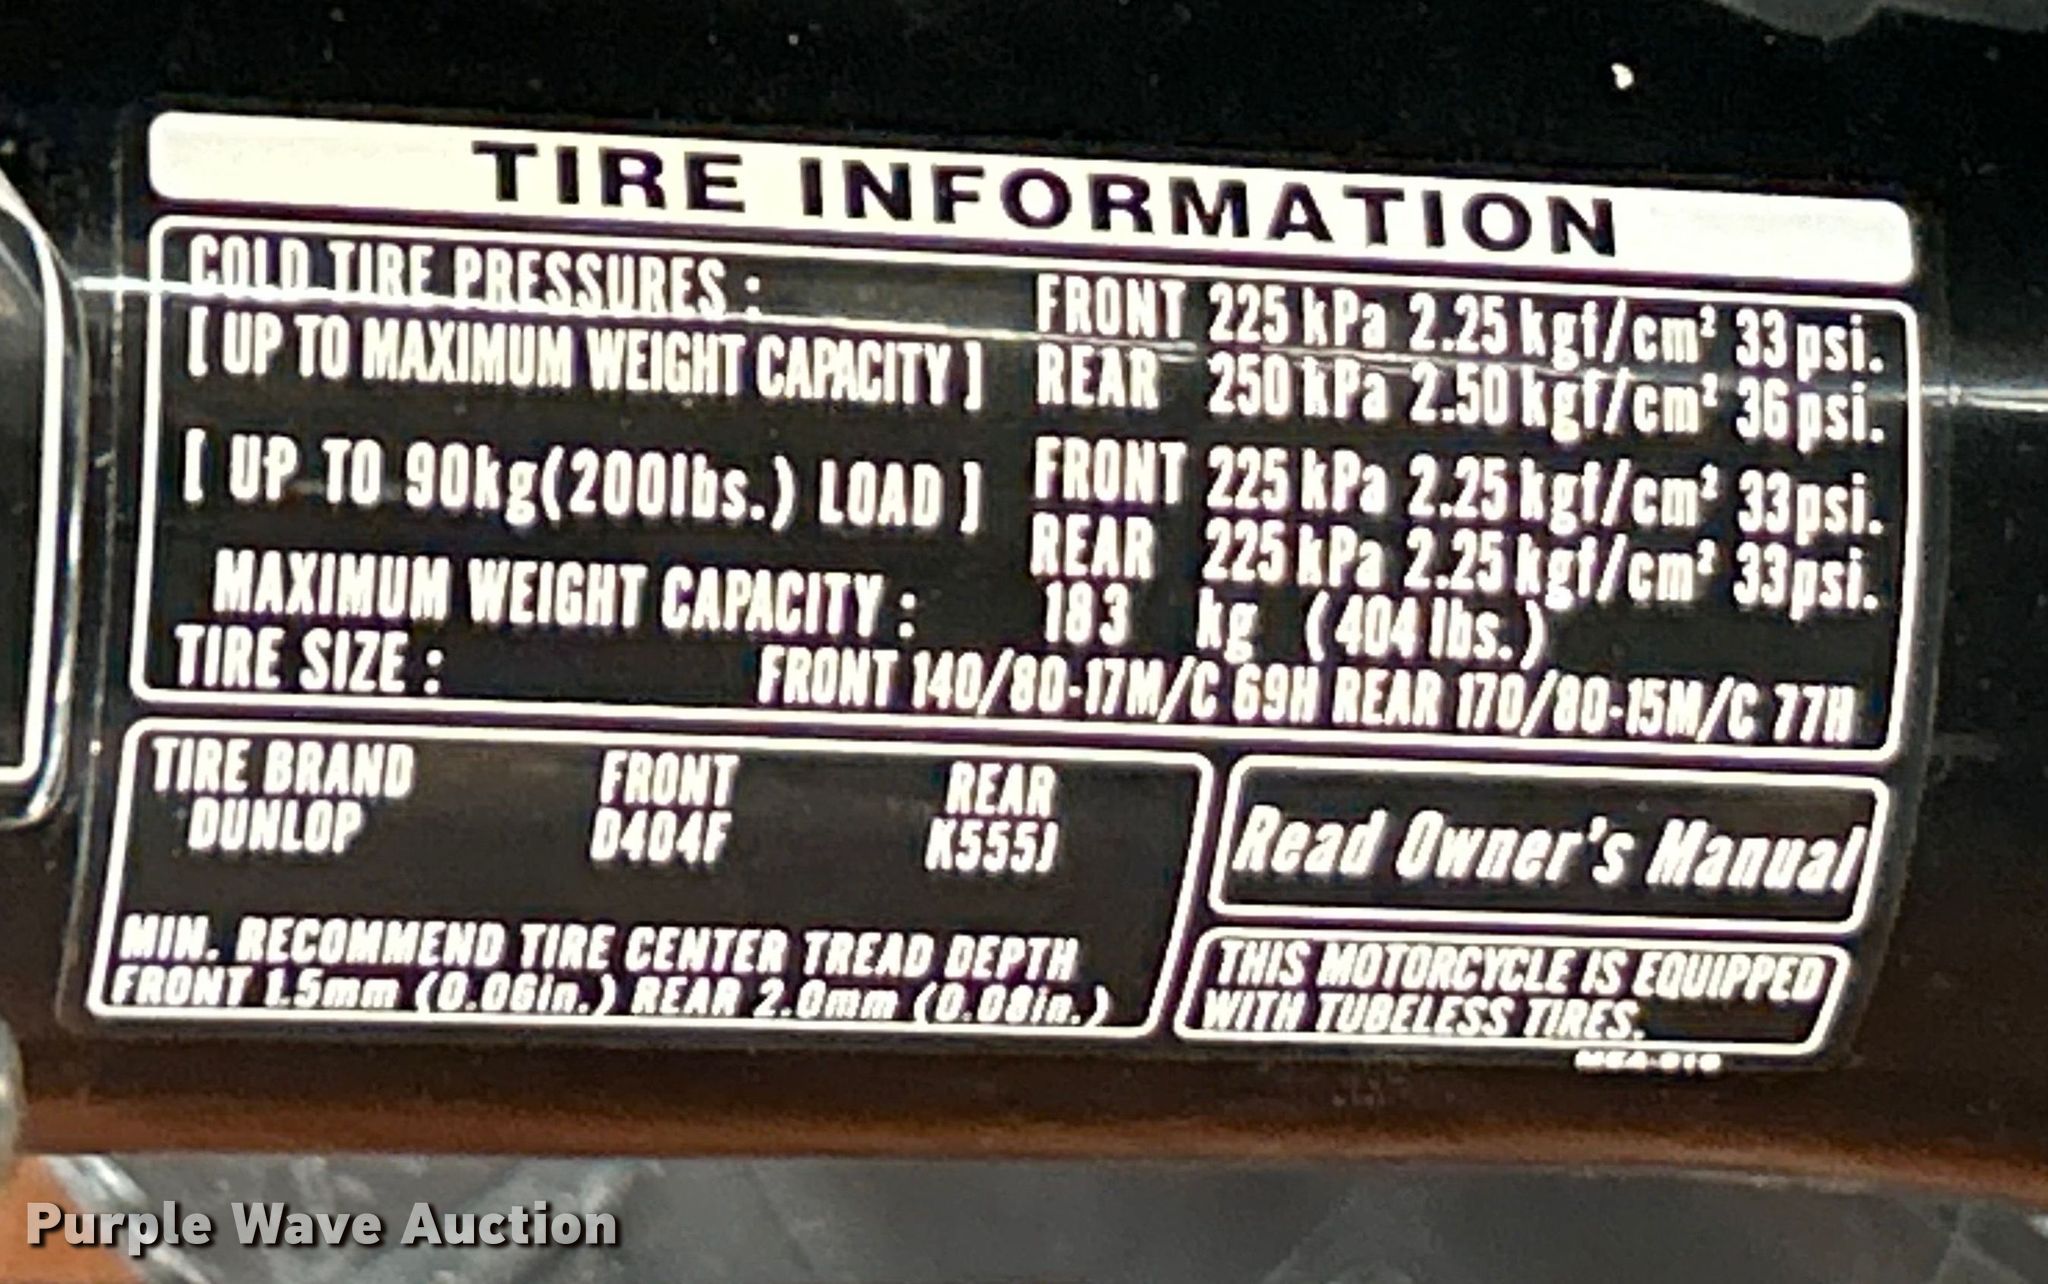 TIRE INFORMATION
COLD TIRE PRESSURES : FRONT 225 kPa 2.25 kgf/cm² 33 psi.
[ UP TO MAXIMUM WEIGHT CAPACITY ] REAR 250 kPa 2.50 kgf/cm² 36 psi.
[ UP TO 90kg(200lbs.) LOAD ] FRONT 225 kPa 2.25 kgf/cm² 33 psi.
REAR 225 kPa 2.25 kgf/cm² 33 psi.
MAXIMUM WEIGHT CAPACITY : 183 kg (404 lbs.)
TIRE SIZE : FRONT 140/80-17M/C 69H REAR 170/80-15M/C 77H
TIRE BRAND FRONT REAR
DUNLOP D404F K555J
MIN. RECOMMEND TIRE CENTER TREAD DEPTH
FRONT 1.5mm (0.06in.) REAR 2.0mm (0.08in.)
Read Owner's Manual
THIS MOTORCYCLE IS EQUIPPED
WITH TUBELESS TIRES.
Purple Wave Auction